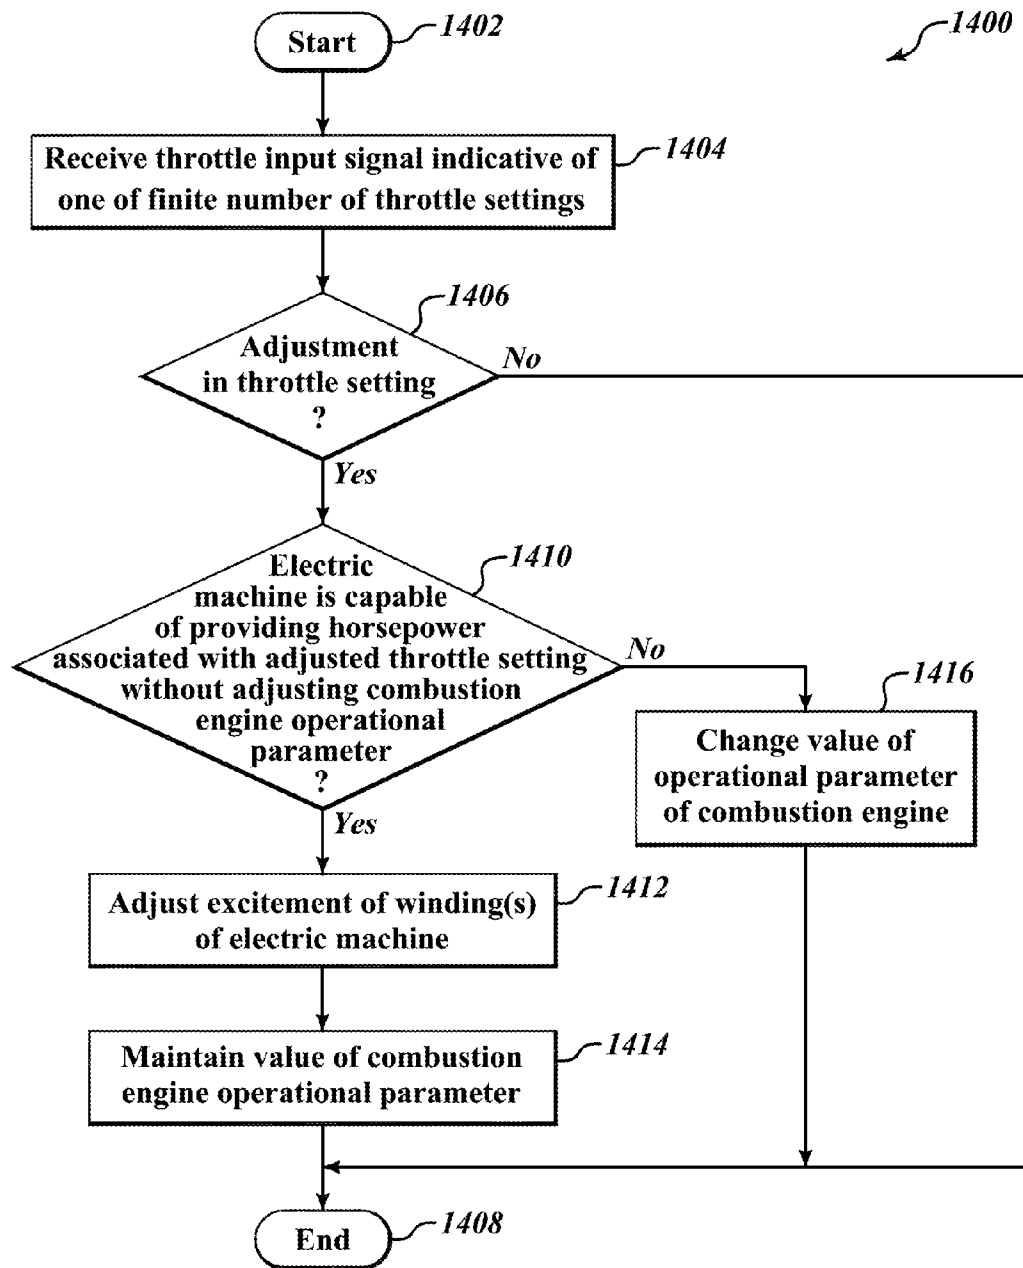 Start
1402
1400
Receive throttle input signal indicative of
one of finite number of throttle settings
1404
1406
Adjustment
in throttle setting
?
No
Yes
1410
Electric
machine is capable
of providing horsepower
associated with adjusted throttle setting
without adjusting combustion
engine operational
parameter
?
No
Yes
1416
Change value of
operational parameter
of combustion engine
Adjust excitement of winding(s)
of electric machine
1412
Maintain value of combustion
engine operational parameter
1414
End
1408